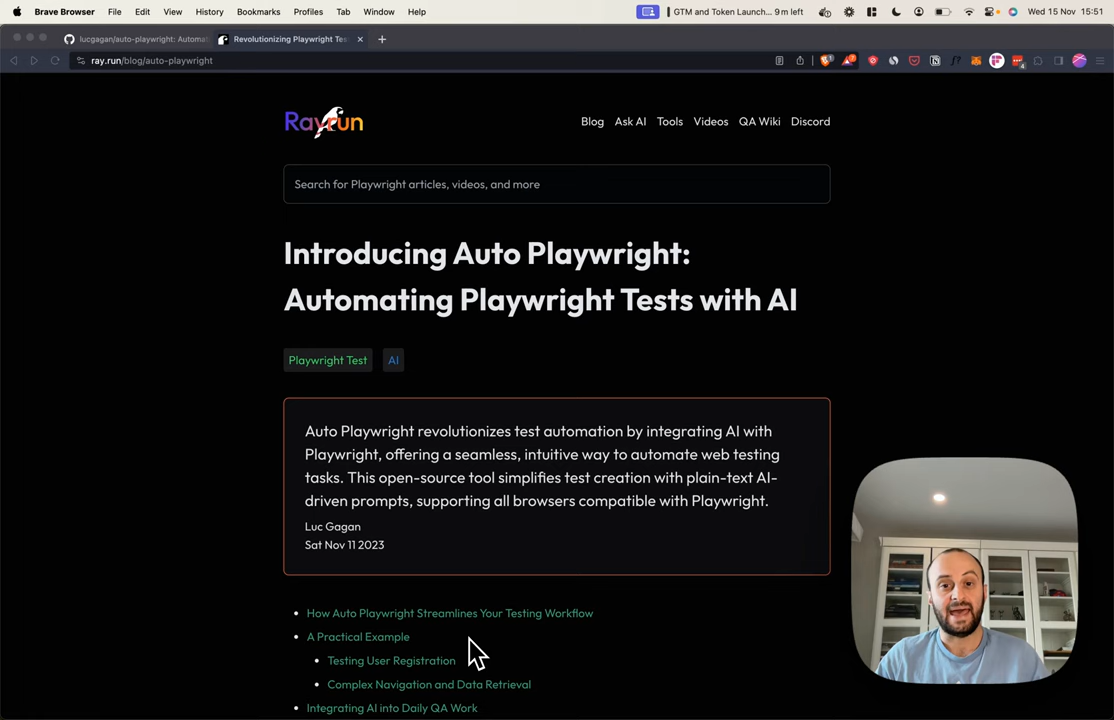 Brave Browser File Edit View History Bookmarks Profiles Tab Window Help GTM and Token Launch... 9 m left Wed 15 Nov 15:51
lucgagan/auto-playwright: Automat Revolutionizing Playwright Tes
ray.run/blog/auto-playwright
Rayrun
Blog Ask AI Tools Videos QA Wiki Discord
Search for Playwright articles, videos, and more
Introducing Auto Playwright:
Automating Playwright Tests with AI
Playwright Test AI
Auto Playwright revolutionizes test automation by integrating AI with
Playwright, offering a seamless, intuitive way to automate web testing
tasks. This open-source tool simplifies test creation with plain-text AI-
driven prompts, supporting all browsers compatible with Playwright.
Luc Gagan
Sat Nov 11 2023
How Auto Playwright Streamlines Your Testing Workflow
A Practical Example
Testing User Registration
Complex Navigation and Data Retrieval
Integrating AI into Daily QA Work